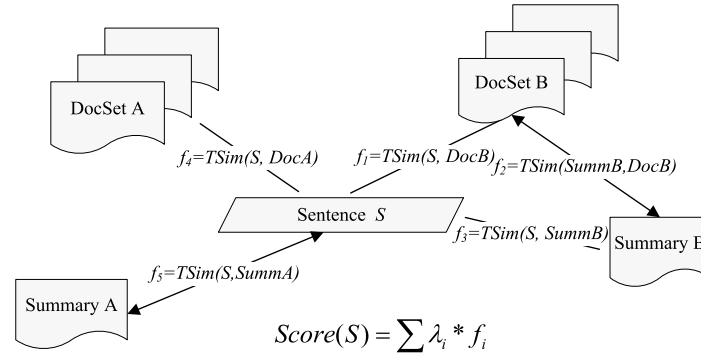 DocSet A
DocSet B
f4=TSim(S, DocA)
f1=TSim(S, DocB)
f2=TSim(SummB,DocB)
Sentence S
f3=TSim(S, SummB)
Summary B
f5=TSim(S,SummA)
Summary A
Score(S) = ∑ λi * fi